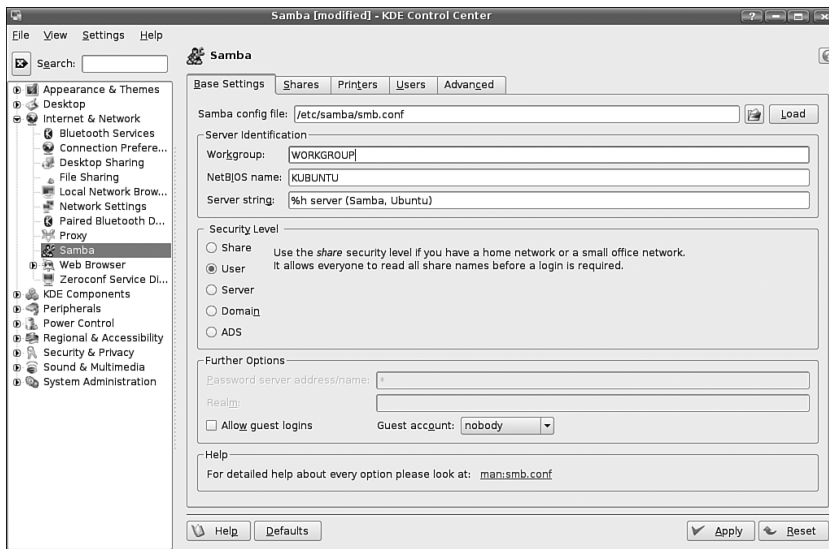 Samba [modified] - KDE Control Center
File View Settings Help
Search:
Samba
Appearance & Themes
Desktop
Internet & Network
Bluetooth Services
Connection Prefere...
Desktop Sharing
File Sharing
Local Network Brow...
Network Settings
Paired Bluetooth D...
Proxy
Samba
Web Browser
Zeroconf Service Di...
KDE Components
Peripherals
Power Control
Regional & Accessibility
Security & Privacy
Sound & Multimedia
System Administration
Base Settings Shares Printers Users Advanced
Samba config file: /etc/samba/smb.conf Load
Server Identification
Workgroup: WORKGROUP
NetBIOS name: KUBUNTU
Server string: %h server (Samba, Ubuntu)
Security Level
Share
User
Server
Domain
ADS
Use the share security level if you have a home network or a small office network.
It allows everyone to read all share names before a login is required.
Further Options
Password server address/name: *
Realm:
Allow guest logins Guest account: nobody
Help
For detailed help about every option please look at: man:smb.conf
Help Defaults Apply Reset